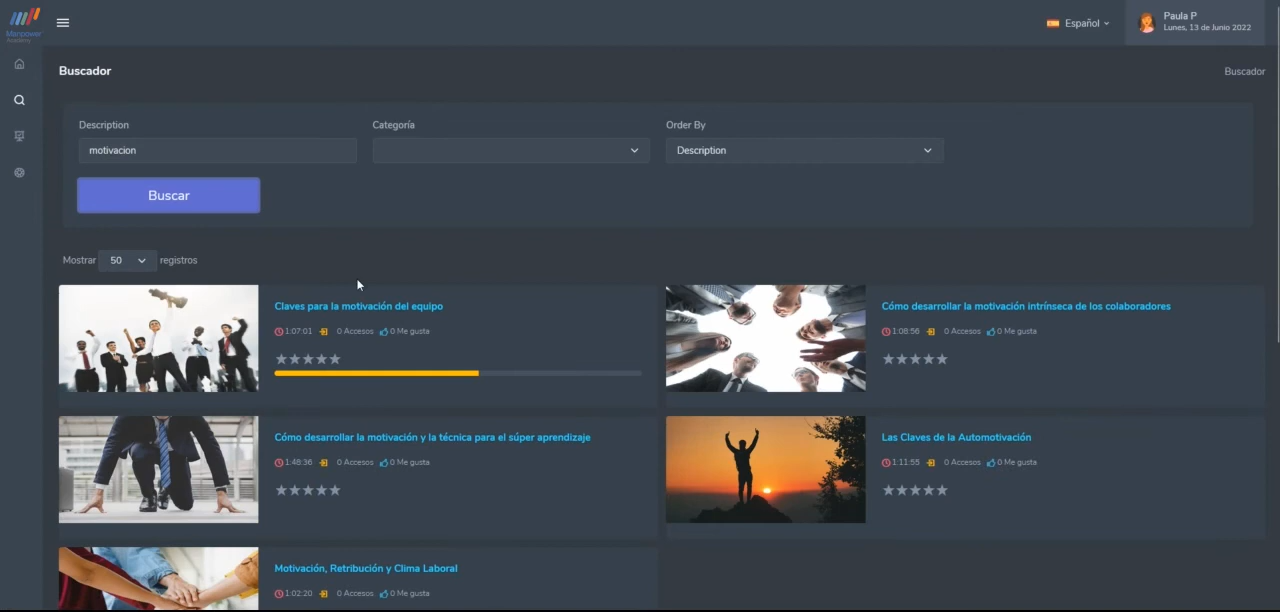 Manpower
Academy
Español
Paula P
Lunes, 13 de Junio 2022
Buscador
Buscador
Description
Categoría
Order By
motivacion
Description
Buscar
Mostrar 50 registros
Claves para la motivación del equipo
1:07:01 0 Accesos 0 Me gusta
Cómo desarrollar la motivación intrínseca de los colaboradores
1:08:56 0 Accesos 0 Me gusta
Cómo desarrollar la motivación y la técnica para el súper aprendizaje
1:48:36 0 Accesos 0 Me gusta
Las Claves de la Automotivación
1:11:55 0 Accesos 0 Me gusta
Motivación, Retribución y Clima Laboral
1:02:20 0 Accesos 0 Me gusta